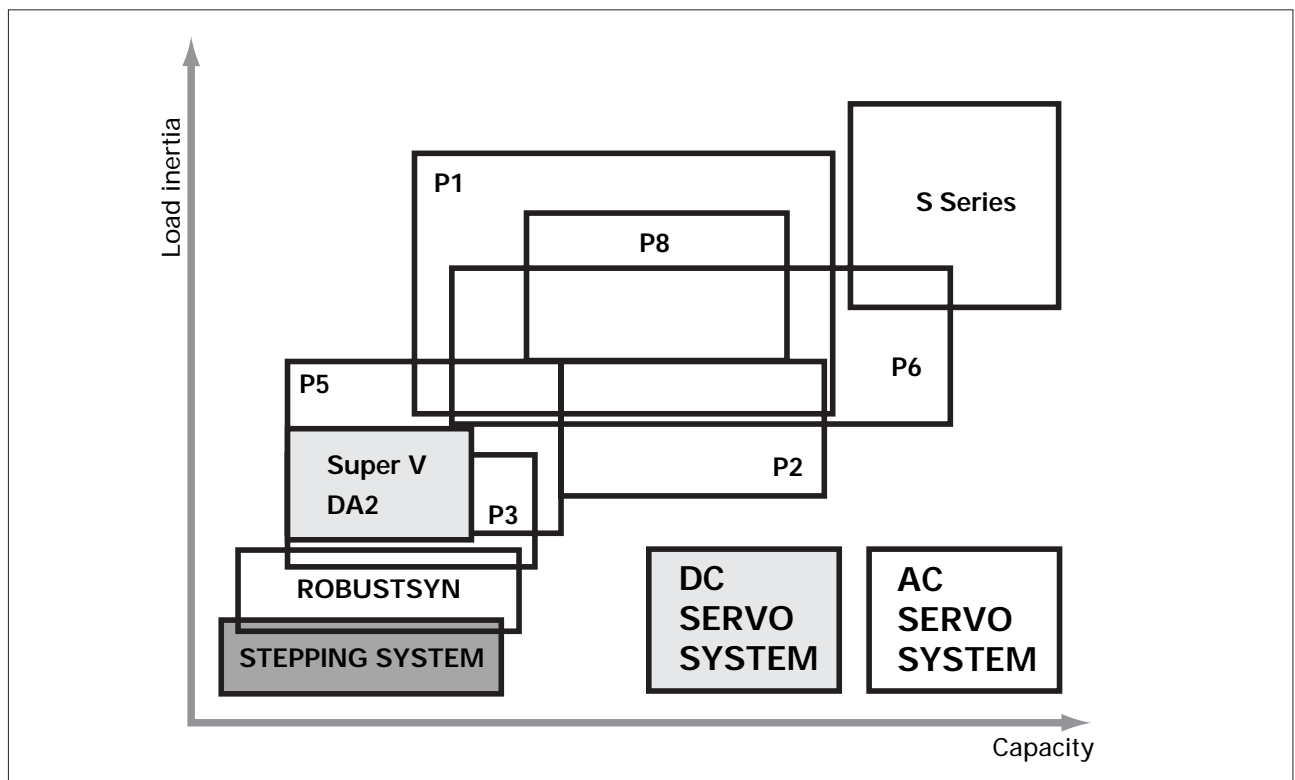 Load inertia
P1
S Series
P8
P6
P5
Super V
DA2
P2
P3
ROBUSTSYN
STEPPING SYSTEM
DC
SERVO
SYSTEM
AC
SERVO
SYSTEM
Capacity